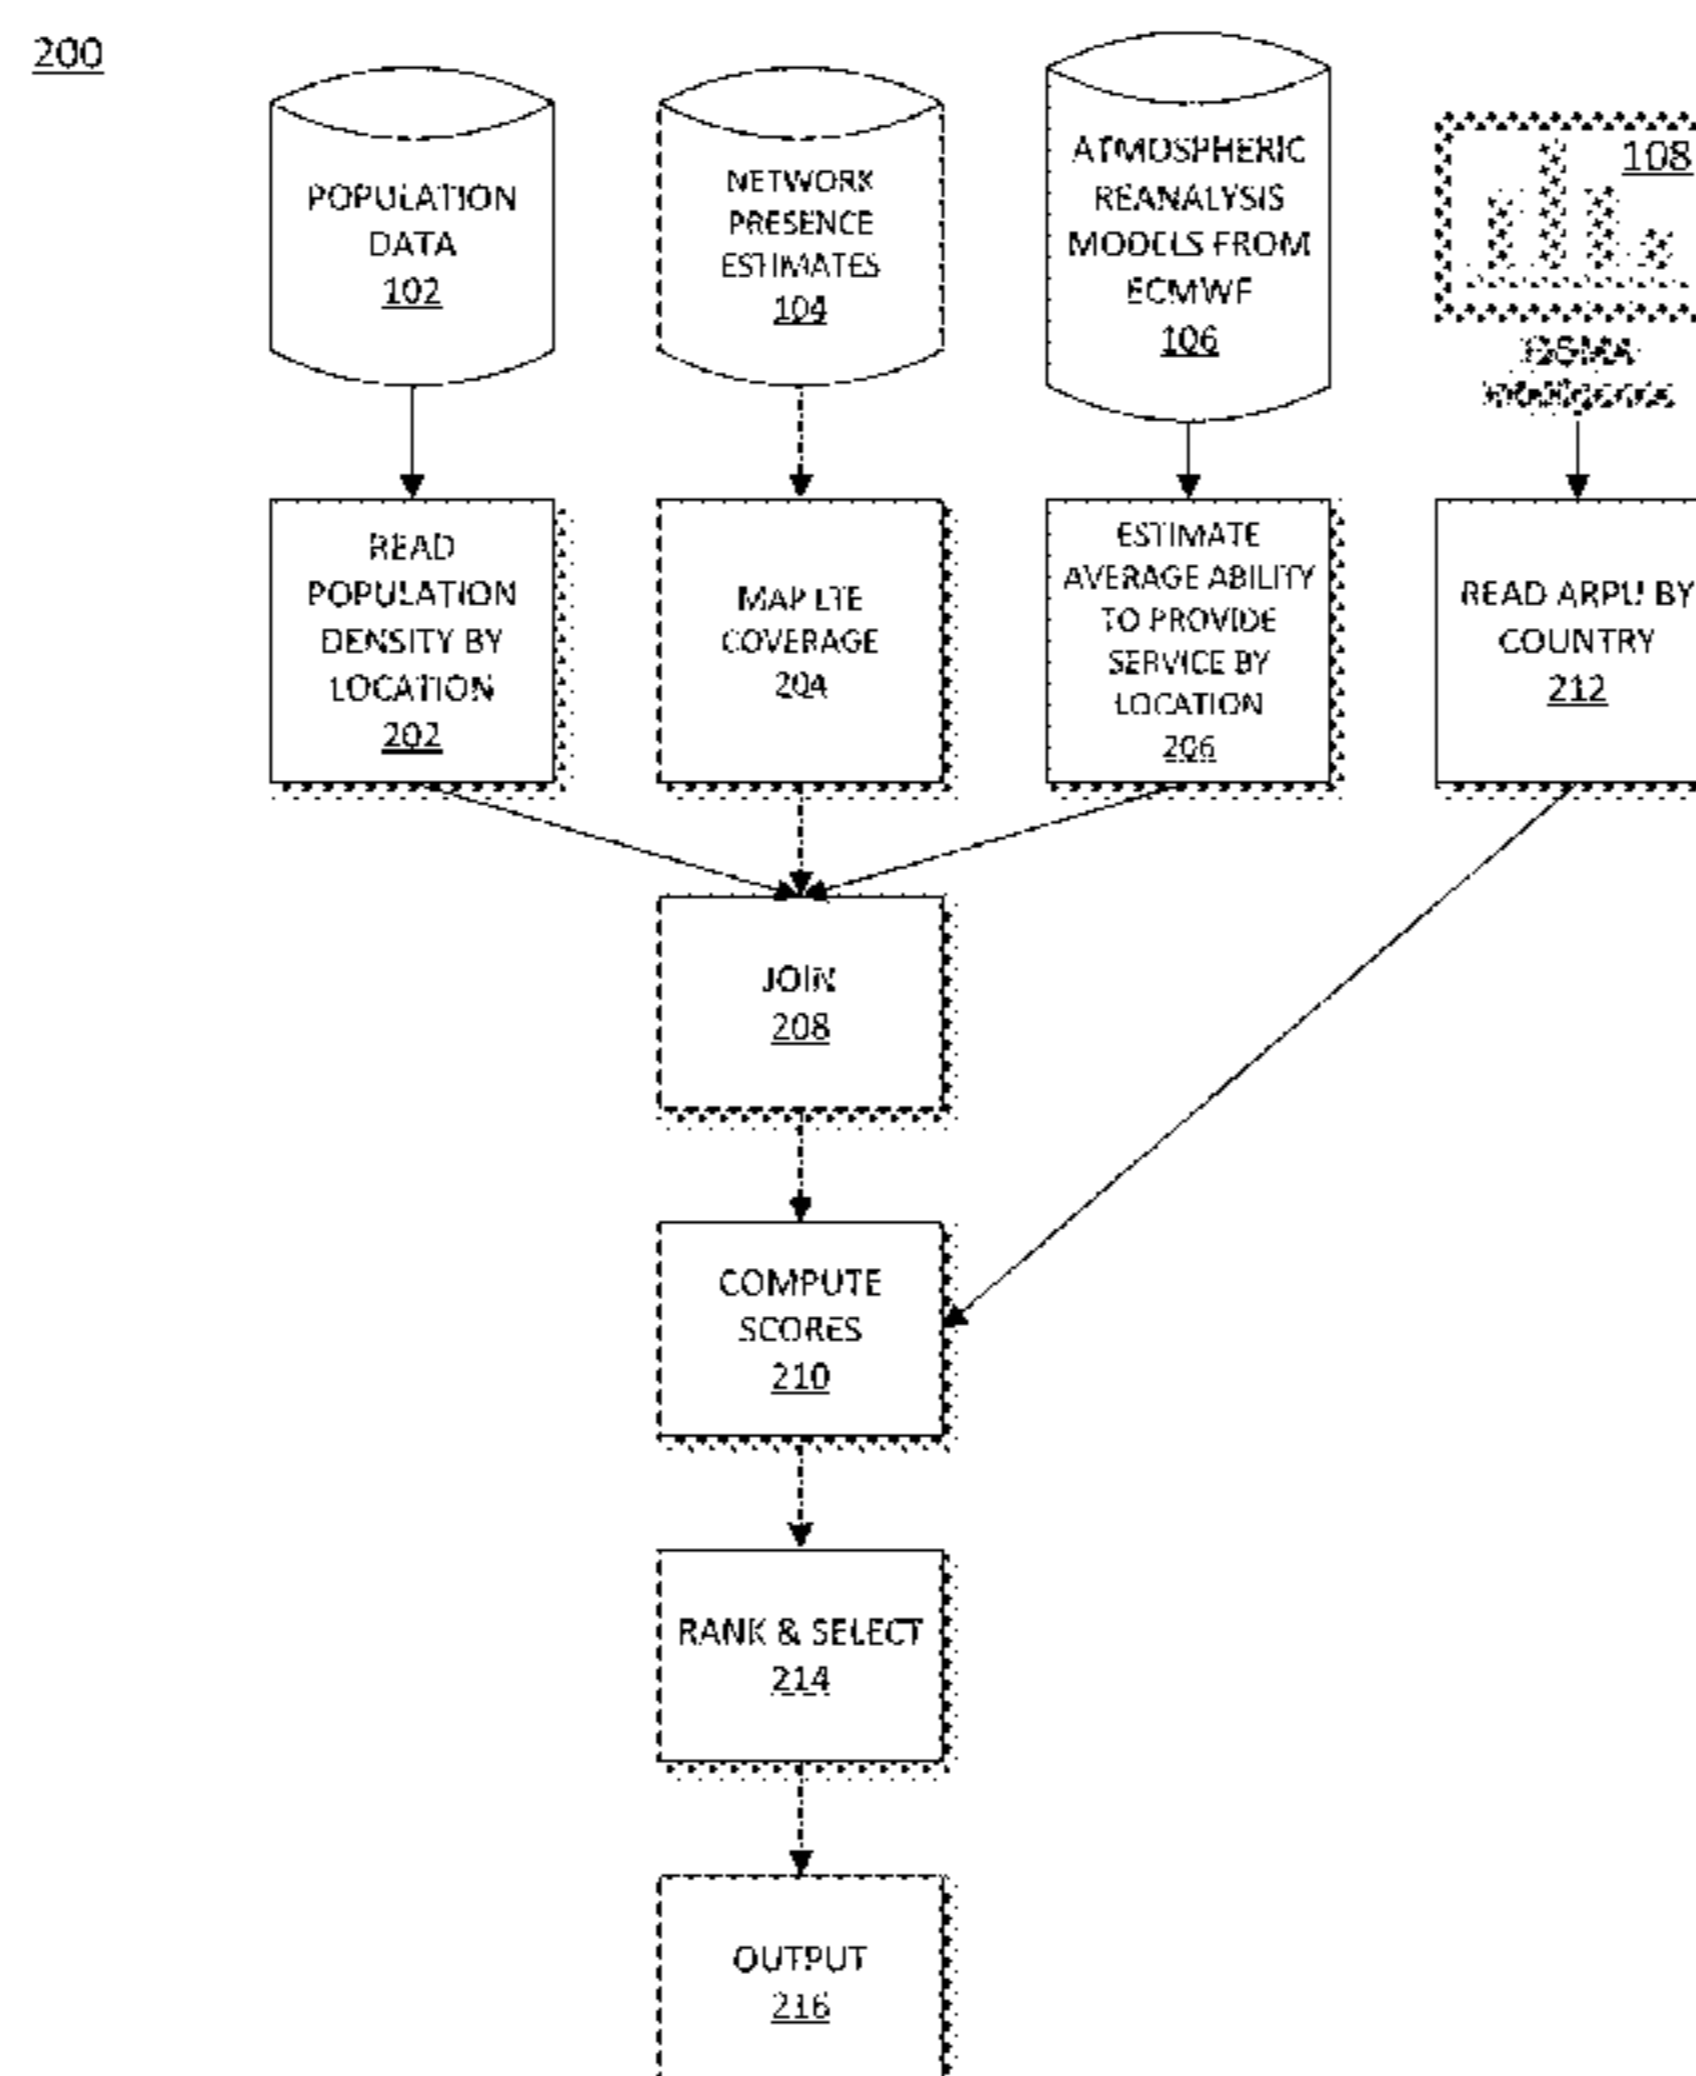 200
POPULATION
DATA
102
NETWORK
PRESENCE
ESTIMATES
104
ATMOSPHERIC
REANALYSIS
MODELS FROM
ECMWF
106
108
GSMA
READ
POPULATION
DENSITY BY
LOCATION
202
MAP LTE
COVERAGE
204
ESTIMATE
AVERAGE ABILITY
TO PROVIDE
SERVICE BY
LOCATION
206
READ ARPU BY
COUNTRY
212
JOIN
208
COMPUTE
SCORES
210
RANK & SELECT
214
OUTPUT
216